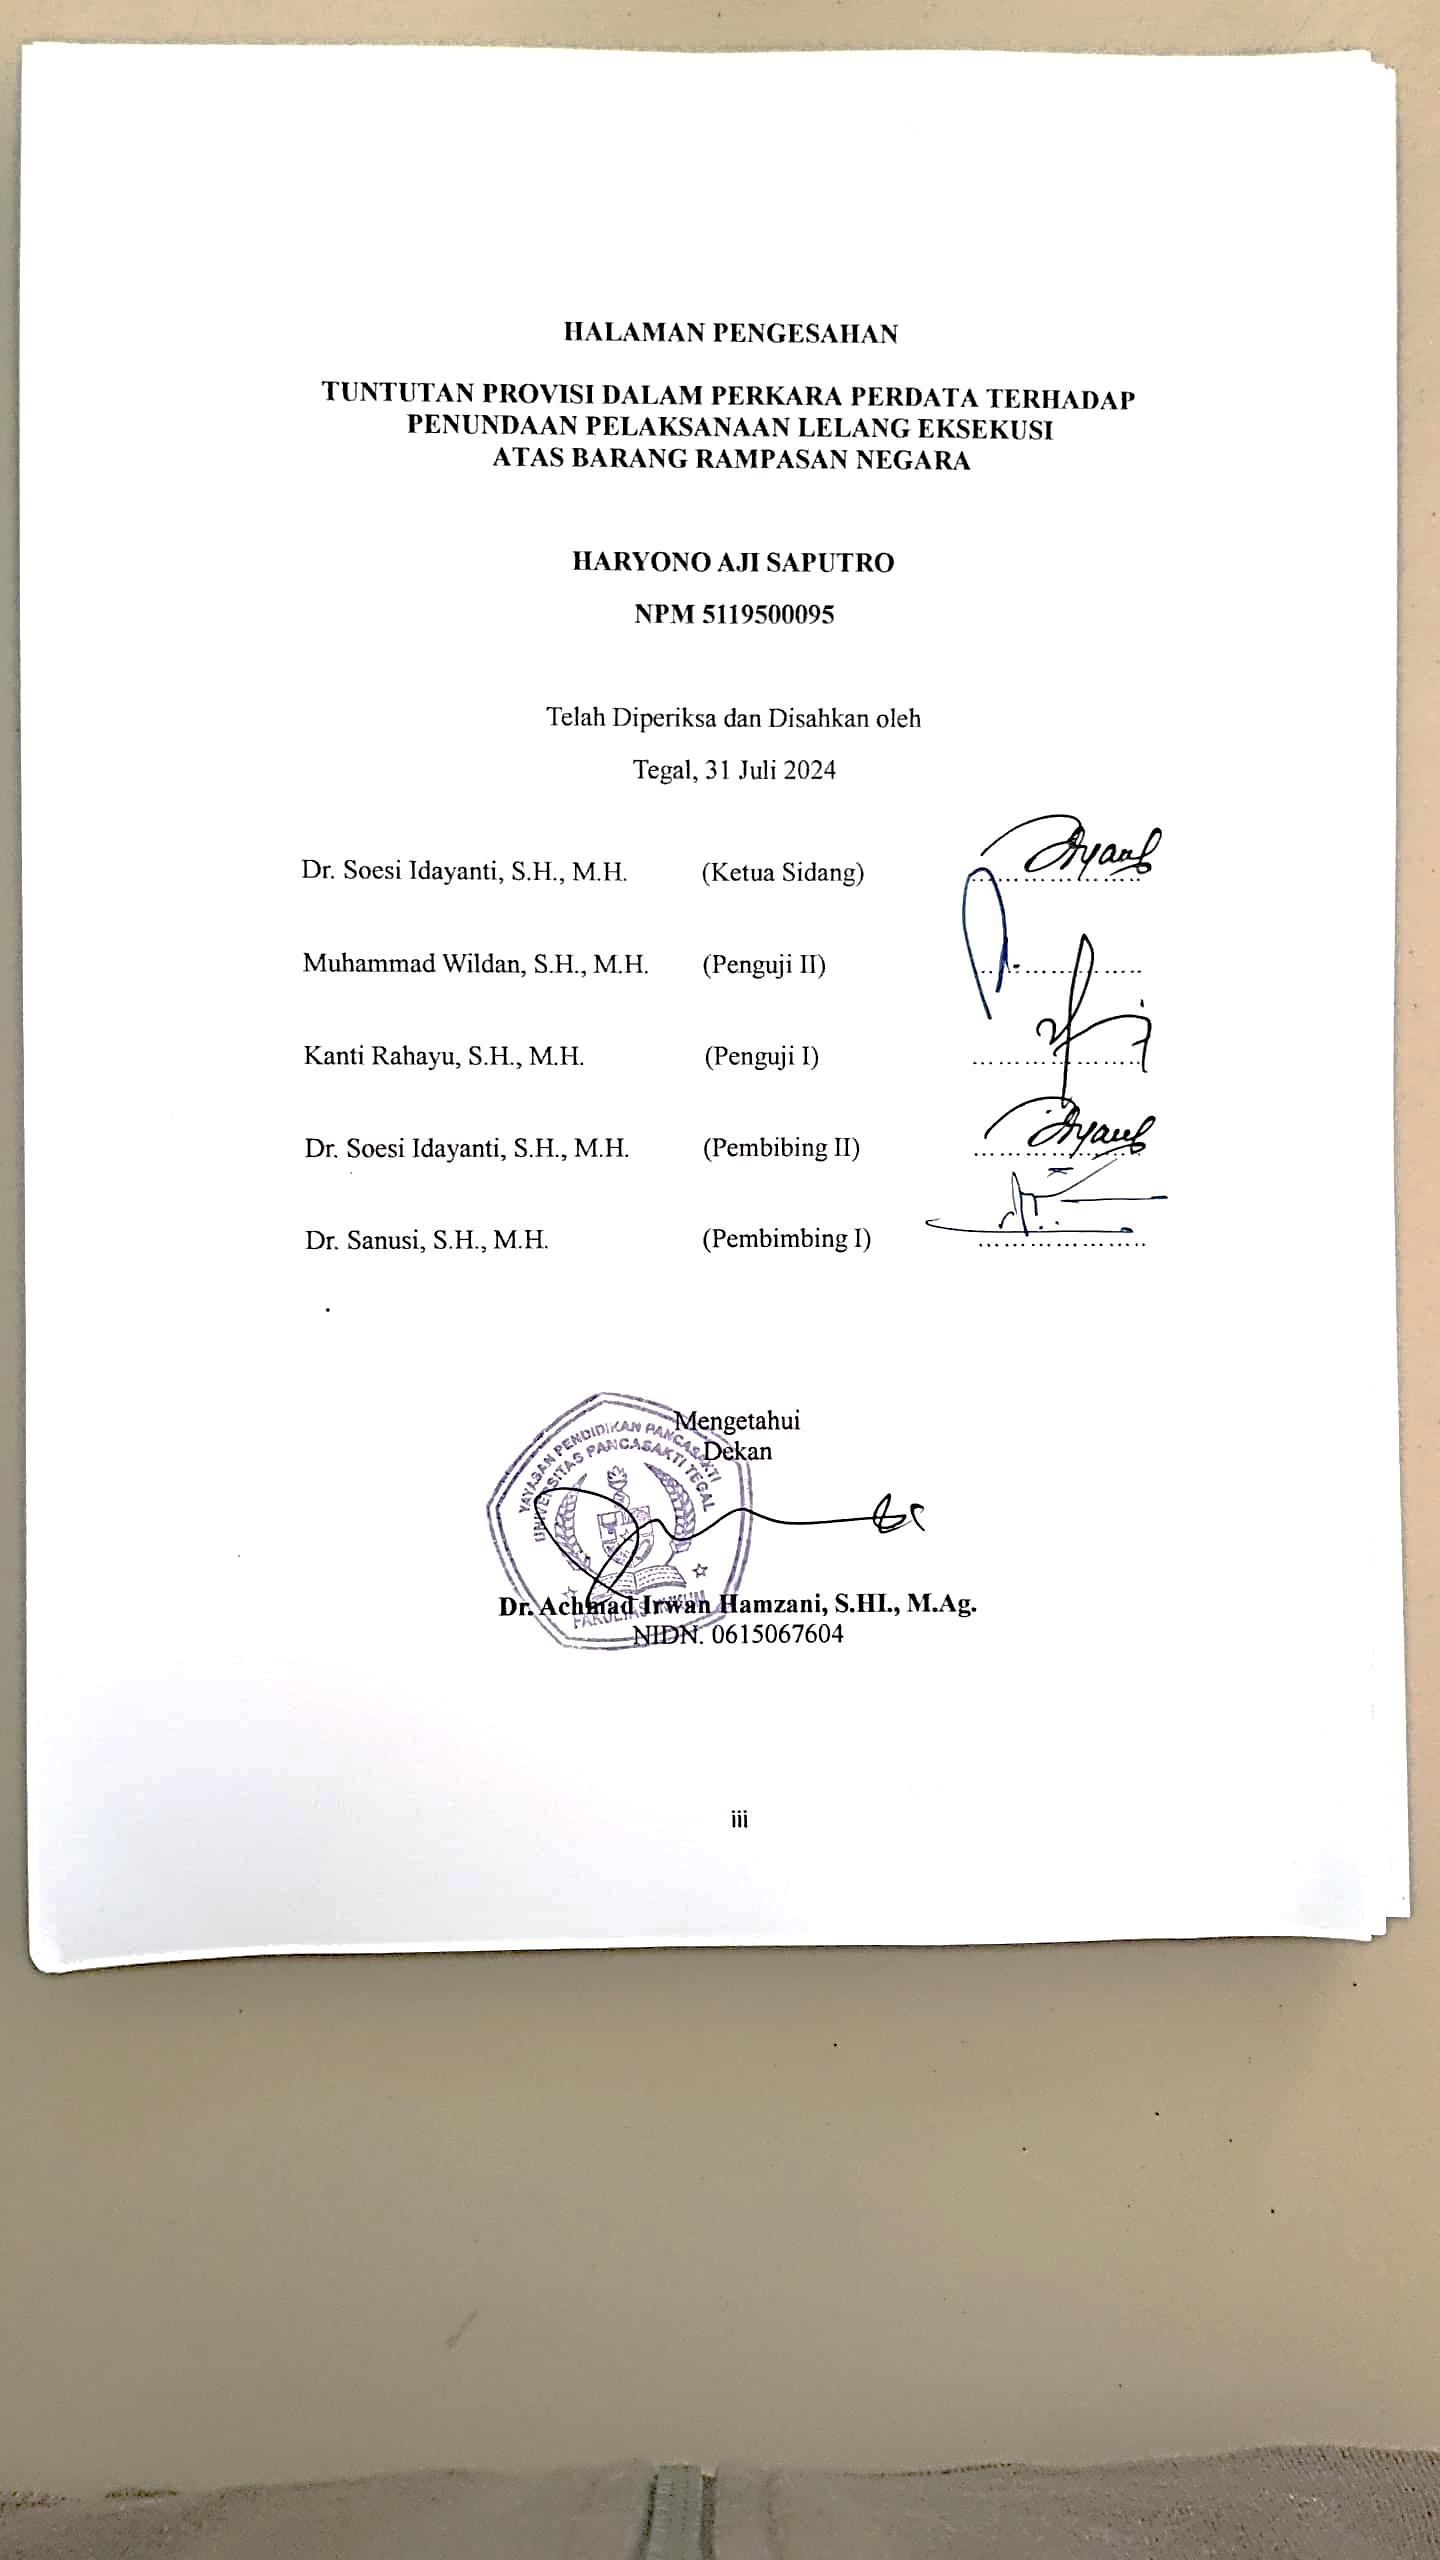 HALAMAN PENGESAHAN
TUNTUTAN PROVISI DALAM PERKARA PERDATA TERHADAP
PENUNDAAN PELAKSANAAN LELANG EKSEKUSI
ATAS BARANG RAMPASAN NEGARA
HARYONO AJI SAPUTRO
NPM 5119500095
Telah Diperiksa dan Disahkan oleh
Tegal, 31 Juli 2024
Dr. Soesi Idayanti, S.H., M.H. (Ketua Sidang) ....................
Muhammad Wildan, S.H., M.H. (Penguji II) ....................
Kanti Rahayu, S.H., M.H. (Penguji I) ....................
Dr. Soesi Idayanti, S.H., M.H. (Pembibing II) ....................
Dr. Sanusi, S.H., M.H. (Pembimbing I) ....................
Mengetahui
Dekan
YAYASAN PENDIDIKAN PANCASAKTI
UNIVERSITAS PANCASAKTI TEGAL
FAKULTAS HUKUM
Dr. Achmad Irwan Hamzani, S.HI., M.Ag.
NIDN. 0615067604
iii